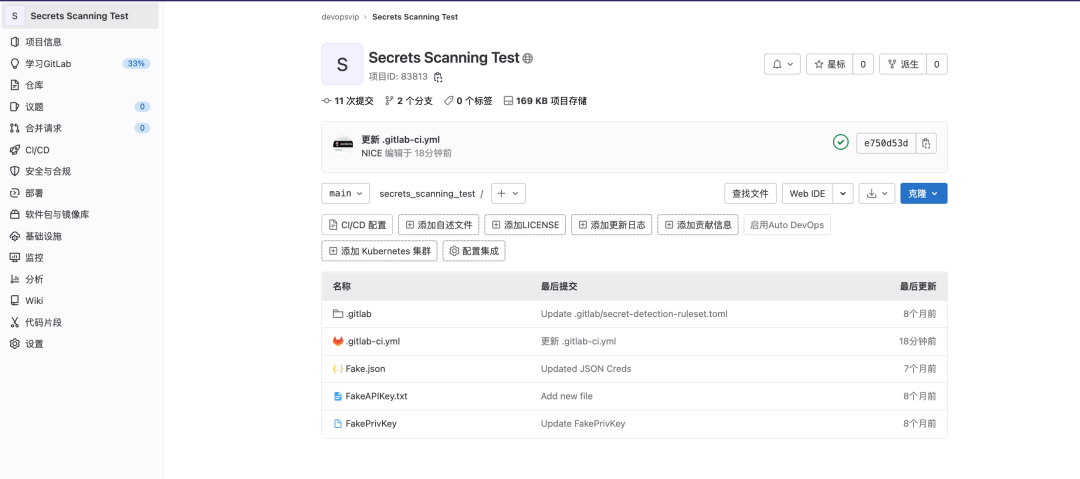 S Secrets Scanning Test
devopsvip › Secrets Scanning Test
项目信息
学习GitLab 33%
仓库
议题 0
合并请求 0
CI/CD
安全与合规
部署
软件包与镜像库
基础设施
监控
分析
Wiki
代码片段
设置
S Secrets Scanning Test
项目ID: 83813
星标 0 派生 0
11 次提交 2 个分支 0 个标签 169 KB 项目存储
更新 .gitlab-ci.yml
NICE 编辑于 18分钟前
e750d53d
main secrets_scanning_test / + 查找文件 Web IDE 克隆
CI/CD 配置 添加自述文件 添加LICENSE 添加更新日志 添加贡献信息 启用Auto DevOps
添加 Kubernetes 集群 配置集成
名称 最后提交 最后更新
.gitlab Update .gitlab/secret-detection-ruleset.toml 8个月前
.gitlab-ci.yml 更新 .gitlab-ci.yml 18分钟前
Fake.json Updated JSON Creds 7个月前
FakeAPIKey.txt Add new file 8个月前
FakePrivKey Update FakePrivKey 8个月前